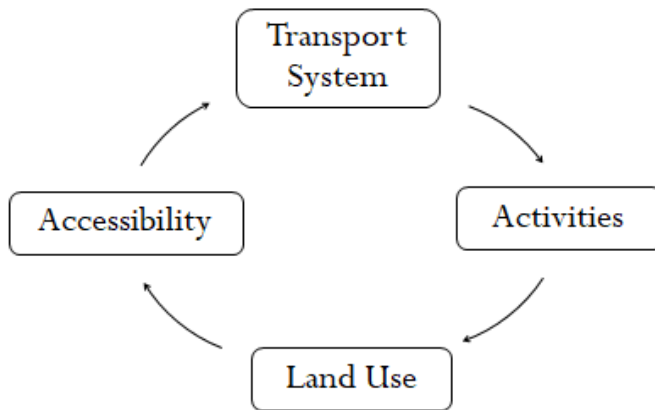 Transport
System
Accessibility
Activities
Land Use